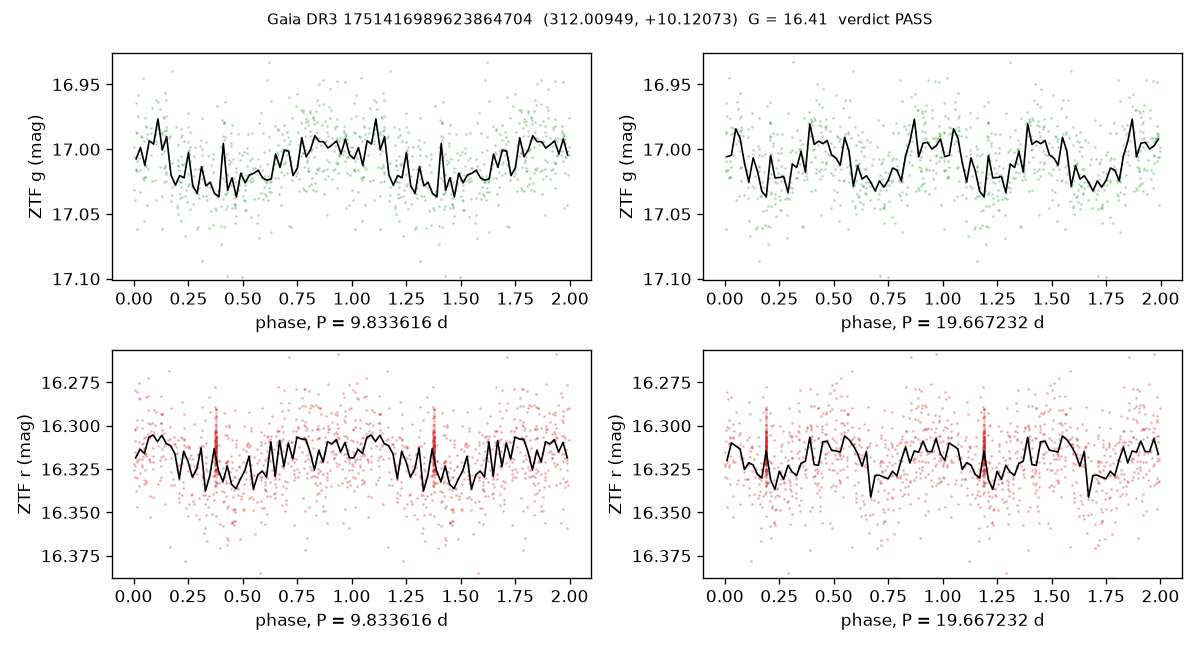 Gaia DR3 1751416989623864704  (312.00949, +10.12073)  G = 16.41  verdict PASS
ZTF g (mag)
16.95
17.00
17.05
17.10
0.00 0.25 0.50 0.75 1.00 1.25 1.50 1.75 2.00
phase, P = 9.833616 d
ZTF g (mag)
16.95
17.00
17.05
17.10
0.00 0.25 0.50 0.75 1.00 1.25 1.50 1.75 2.00
phase, P = 19.667232 d
ZTF r (mag)
16.275
16.300
16.325
16.350
16.375
0.00 0.25 0.50 0.75 1.00 1.25 1.50 1.75 2.00
phase, P = 9.833616 d
ZTF r (mag)
16.275
16.300
16.325
16.350
16.375
0.00 0.25 0.50 0.75 1.00 1.25 1.50 1.75 2.00
phase, P = 19.667232 d